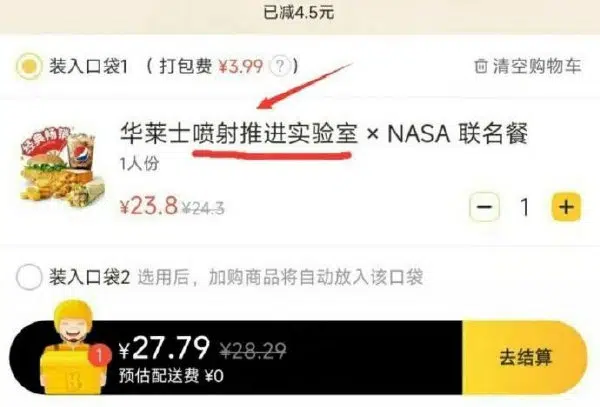 已减4.5元
装入口袋1 （打包费 ¥3.99 ?）
清空购物车
华莱士喷射推进实验室 × NASA 联名餐
1人份
¥23.8 ¥24.3
− 1 +
装入口袋2 选用后，加购商品将自动放入该口袋
1
¥27.79 ¥28.29
预估配送费 ¥0
去结算